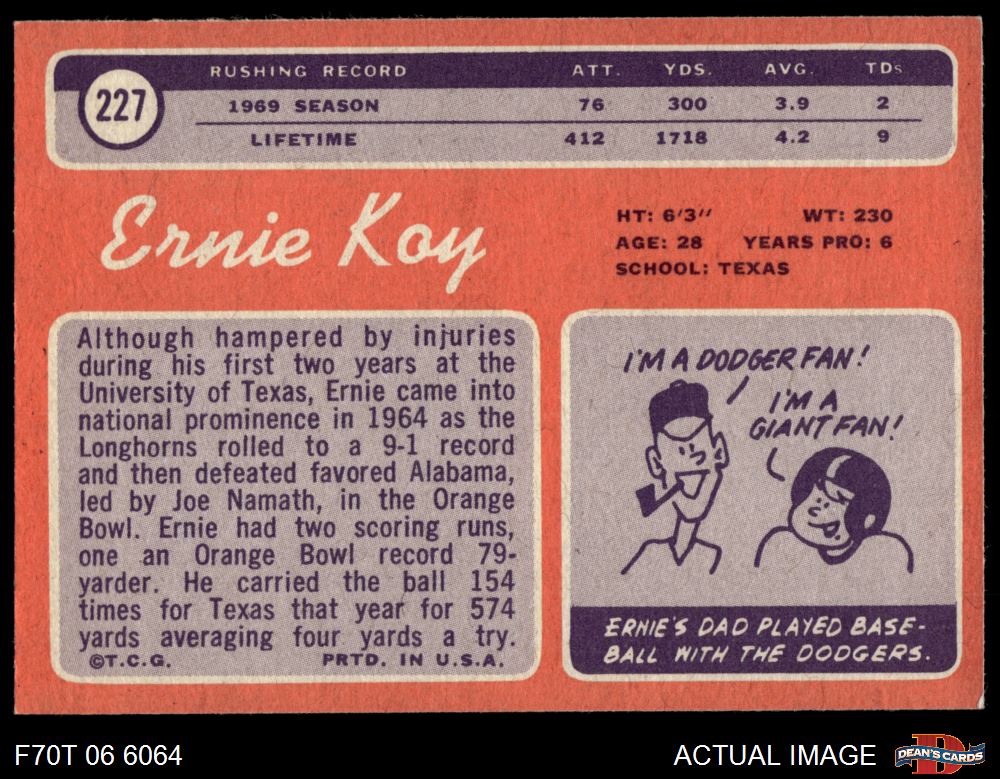 227
RUSHING RECORD ATT. YDS. AVG. TDs
1969 SEASON 76 300 3.9 2
LIFETIME 412 1718 4.2 9
Ernie Koy
HT: 6'3" WT: 230
AGE: 28 YEARS PRO: 6
SCHOOL: TEXAS
Although hampered by injuries
during his first two years at the
University of Texas, Ernie came into
national prominence in 1964 as the
Longhorns rolled to a 9-1 record
and then defeated favored Alabama,
led by Joe Namath, in the Orange
Bowl. Ernie had two scoring runs,
one an Orange Bowl record 79-
yarder. He carried the ball 154
times for Texas that year for 574
yards averaging four yards a try.
©T.C.G. PRTD. IN U.S.A.
I'M A DODGER FAN!
I'M A
GIANT FAN!
ERNIE'S DAD PLAYED BASE-
BALL WITH THE DODGERS.
F70T 06 6064
ACTUAL IMAGE
D
DEAN'S CARDS